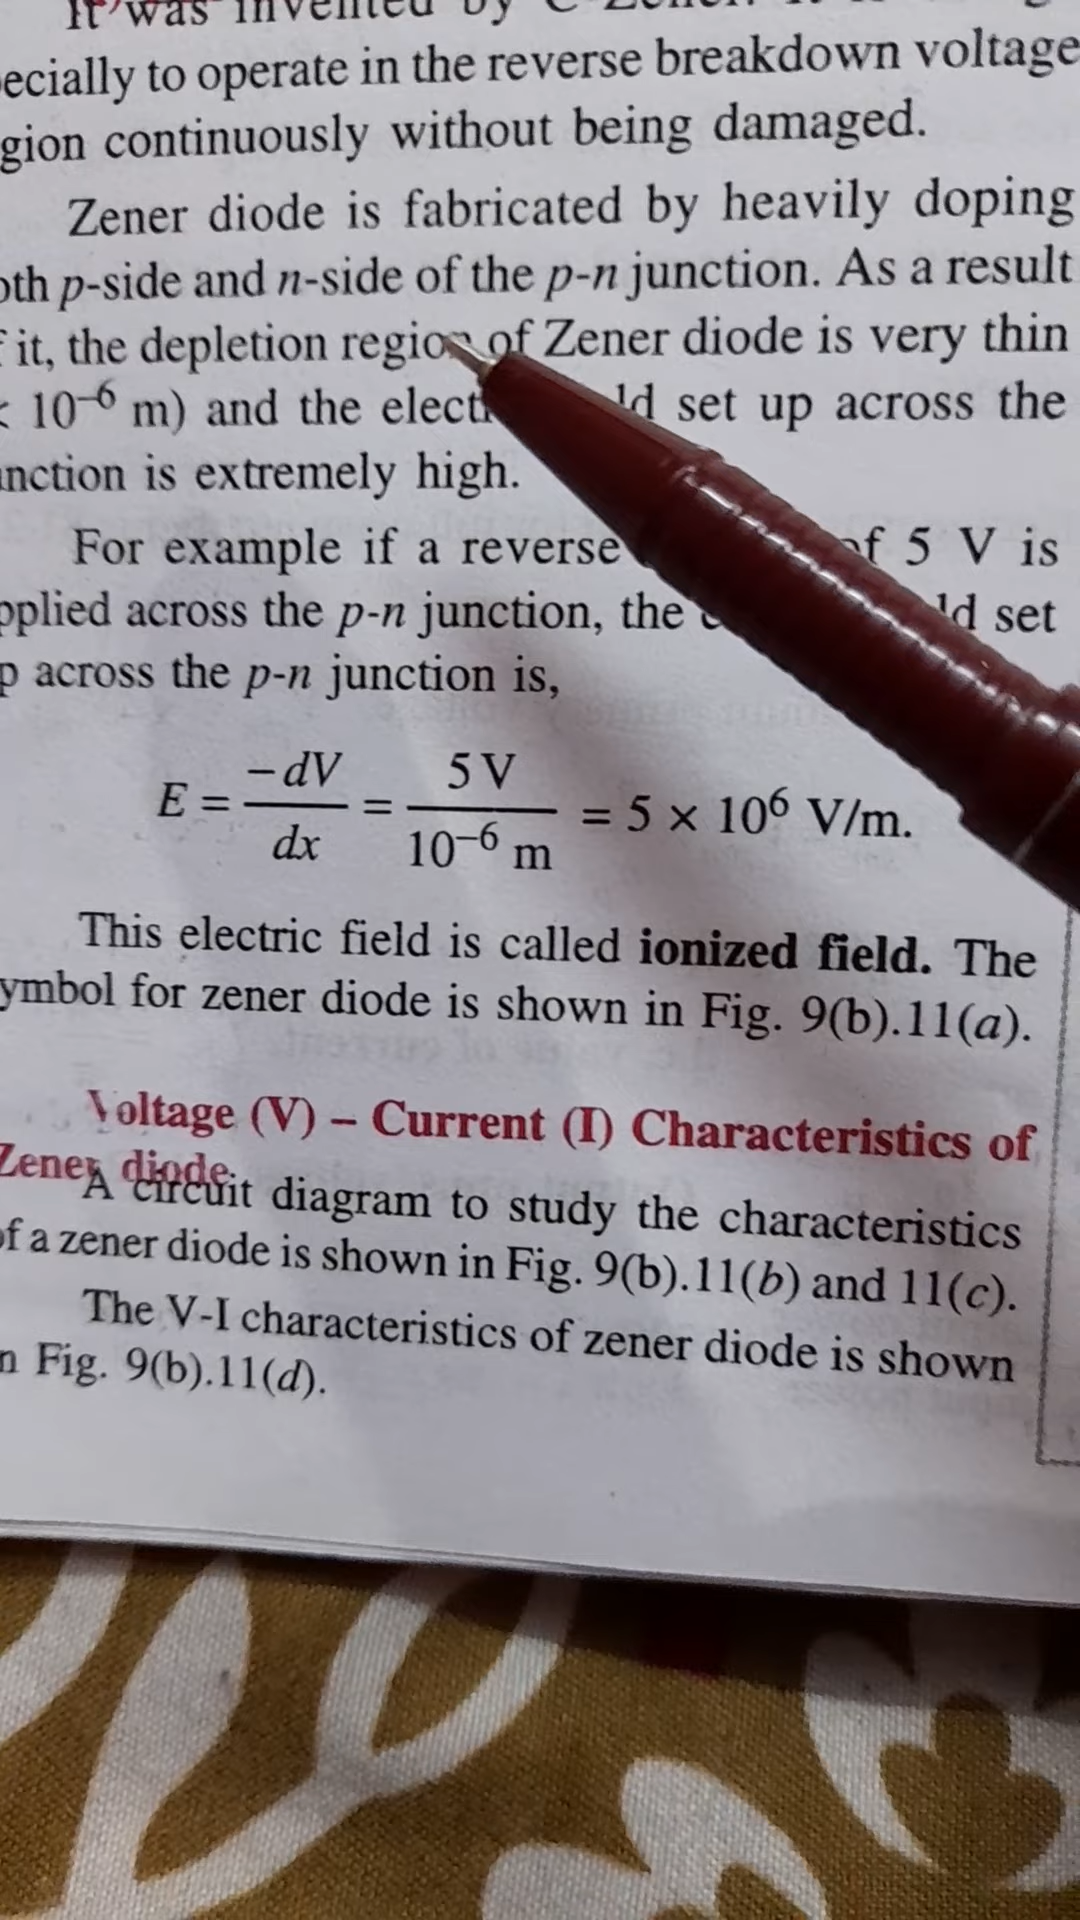 It was invented by C
ecially to operate in the reverse breakdown voltage
gion continuously without being damaged.
Zener diode is fabricated by heavily doping
oth p-side and n-side of the p-n junction. As a result
f it, the depletion region of Zener diode is very thin
< 10⁻⁶ m) and the elect ld set up across the
nction is extremely high.
For example if a reverse of 5 V is
pplied across the p-n junction, the ld set
p across the p-n junction is,
E = -dV/dx = 5 V/10⁻⁶ m = 5 × 10⁶ V/m.
This electric field is called ionized field. The
ymbol for zener diode is shown in Fig. 9(b).11(a).
Voltage (V) – Current (I) Characteristics of
Zener diode.
A circuit diagram to study the characteristics
of a zener diode is shown in Fig. 9(b).11(b) and 11(c).
The V-I characteristics of zener diode is shown
n Fig. 9(b).11(d).